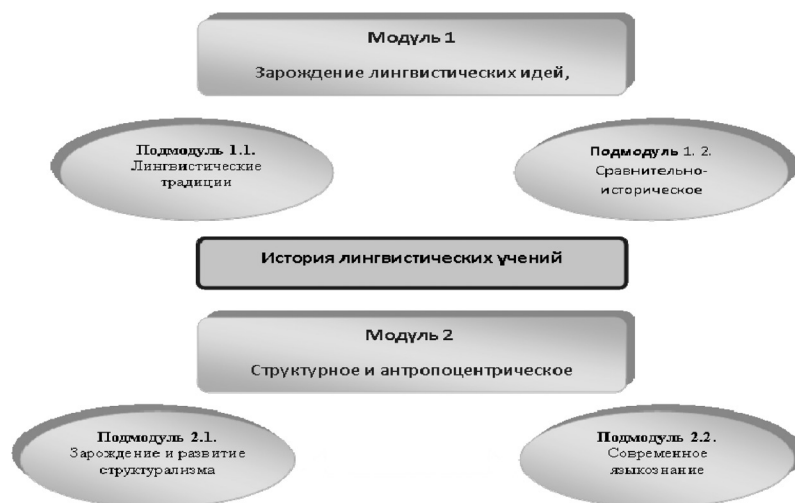 Модуль 1
Зарождение лингвистических идей,
Подмодуль 1.1.
Лингвистические
традиции
Подмодуль 1. 2.
Сравнительно-
историческое
История лингвистических учений
Модуль 2
Структурное и антропоцентрическое
Подмодуль 2.1.
Зарождение и развитие
структурализма
Подмодуль 2.2.
Современное
языкознание